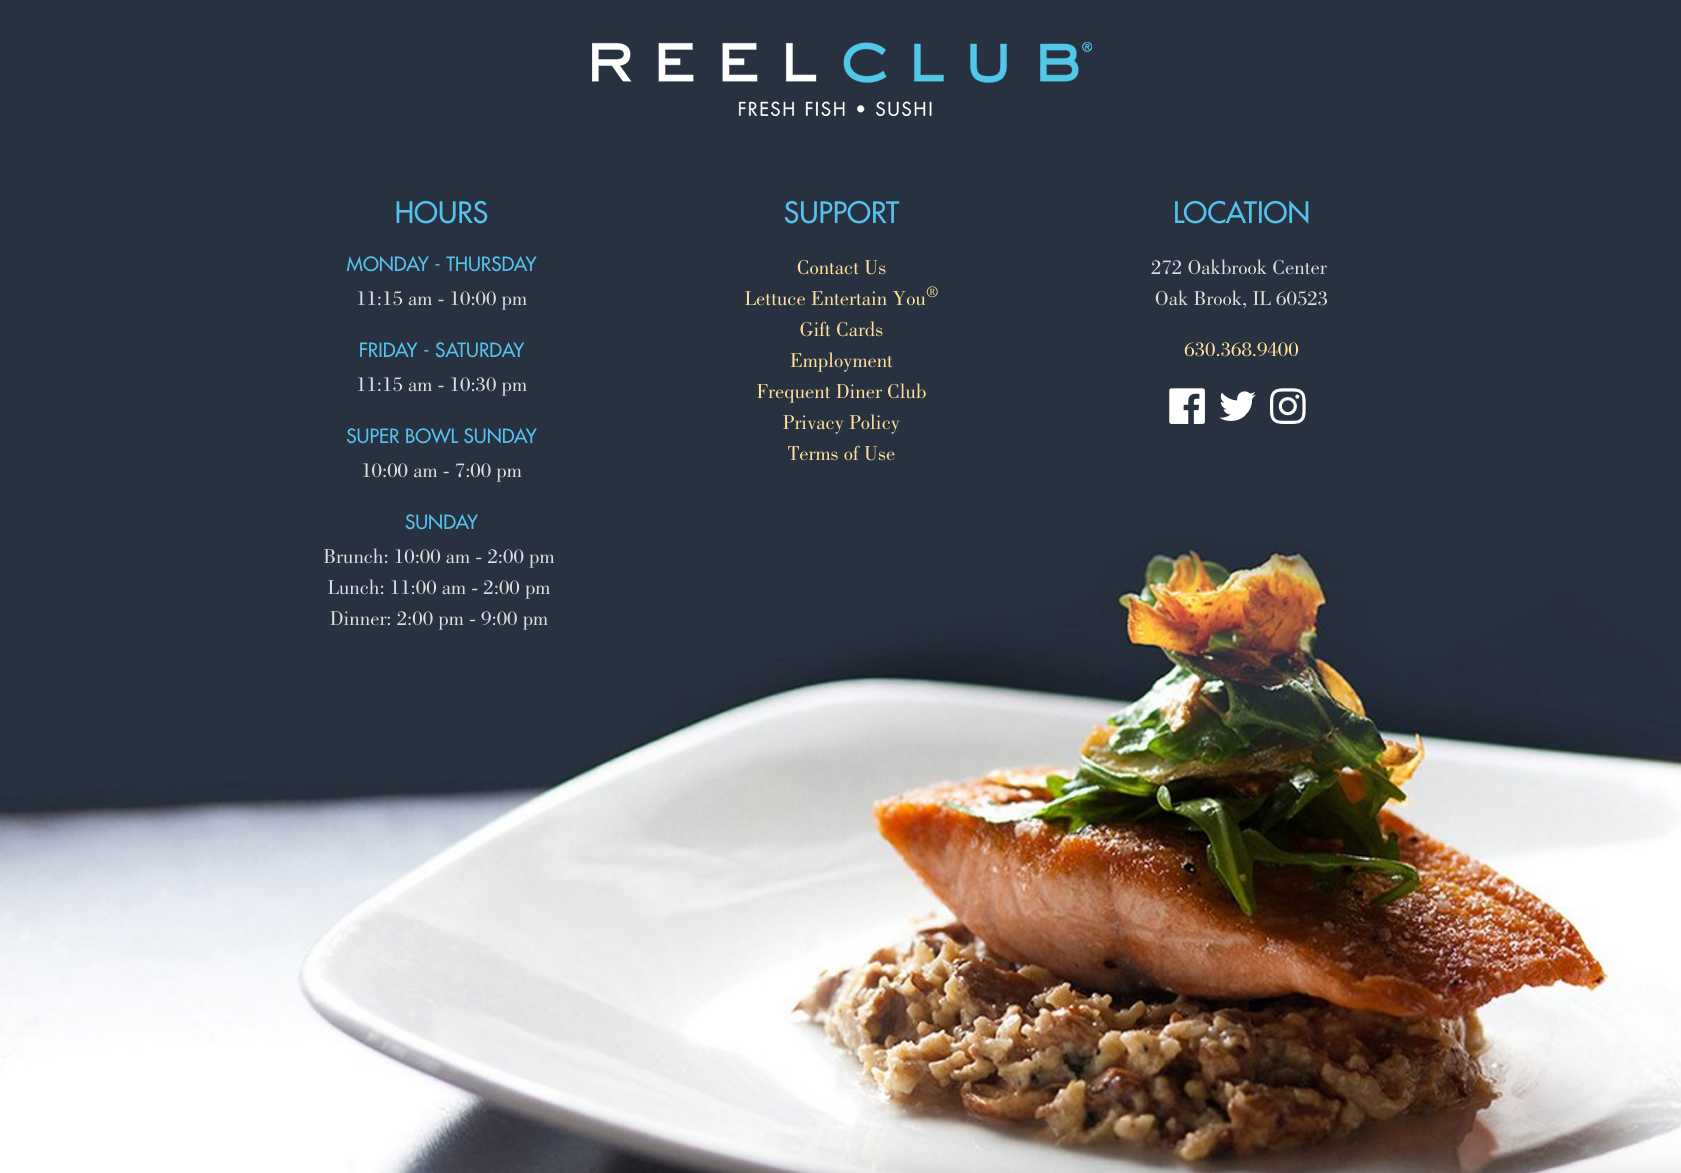 REELCLUB®
FRESH FISH • SUSHI
HOURS
MONDAY - THURSDAY
11:15 am - 10:00 pm
FRIDAY - SATURDAY
11:15 am - 10:30 pm
SUPER BOWL SUNDAY
10:00 am - 7:00 pm
SUNDAY
Brunch: 10:00 am - 2:00 pm
Lunch: 11:00 am - 2:00 pm
Dinner: 2:00 pm - 9:00 pm
SUPPORT
Contact Us
Lettuce Entertain You®
Gift Cards
Employment
Frequent Diner Club
Privacy Policy
Terms of Use
LOCATION
272 Oakbrook Center
Oak Brook, IL 60523
630.368.9400